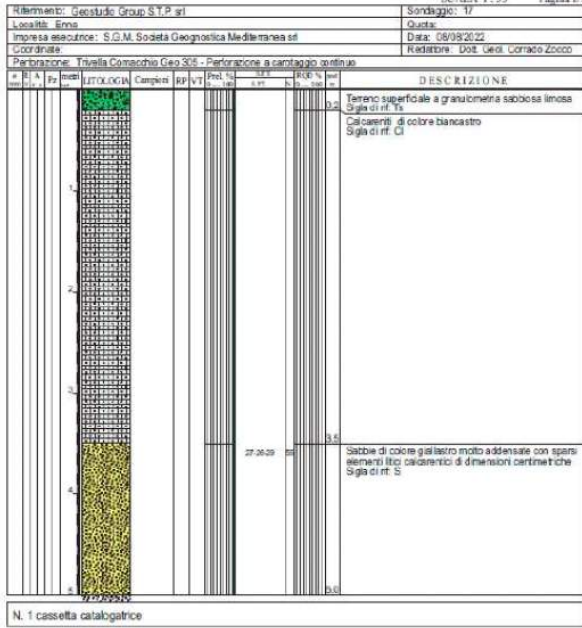 Riferimento: Geostudio Group S.T.P. srl
Sondaggio: 17
Località: Enna
Quota:
Impresa esecutrice: S.G.M. Società Geognostica Mediterranea srl
Data: 08/08/2022
Coordinate:
Redattore: Dott. Geol. Corrado Zocco
Perforazione: Trivella Comacchio Geo 305 - Perforazione a carotaggio continuo
metri LITOLOGIA Campioni RP VT Prel. % RQD % DESCRIZIONE
0,2
Terreno superficiale a granulometria sabbiosa limosa
Sigla di rif: Ts
Calcareniti di colore biancastro
Sigla di rif: Cl
1
2
3
3,5
27-26-29
Sabbie di colore giallastro molto addensate con sparsi
elementi litici calcarenitici di dimensioni centimetriche
Sigla di rif: S
4
5
5,0
N. 1 cassetta catalogatrice